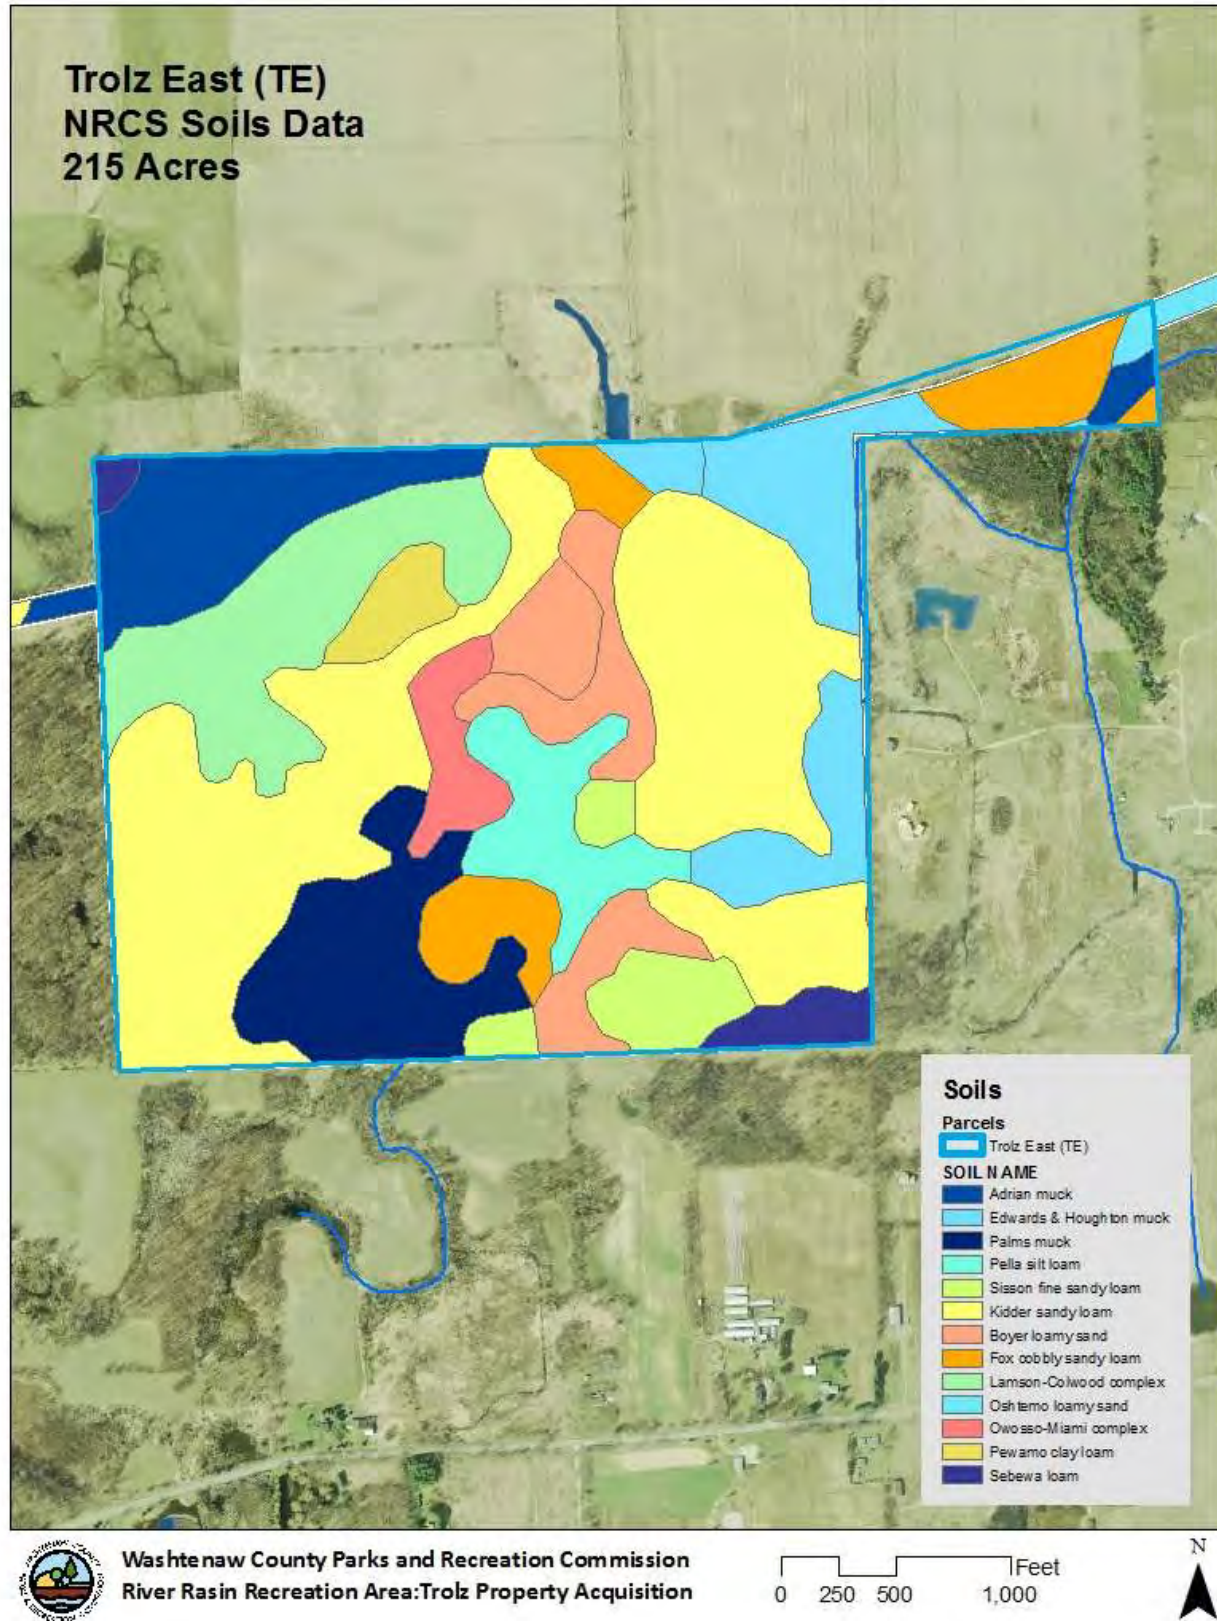 Trolz East (TE)
NRCS Soils Data
215 Acres
Soils
Parcels
Trolz East (TE)
SOIL NAME
Adrian muck
Edwards & Houghton muck
Palms muck
Pella silt loam
Sisson fine sandy loam
Kidder sandy loam
Boyer loamy sand
Fox cobbly sandy loam
Lamson-Colwood complex
Oshtemo loamy sand
Owosso-Miami complex
Pewamo clay loam
Sebewa loam
Washtenaw County Parks and Recreation Commission
River Rasin Recreation Area:Trolz Property Acquisition
Feet
0 250 500 1,000
N